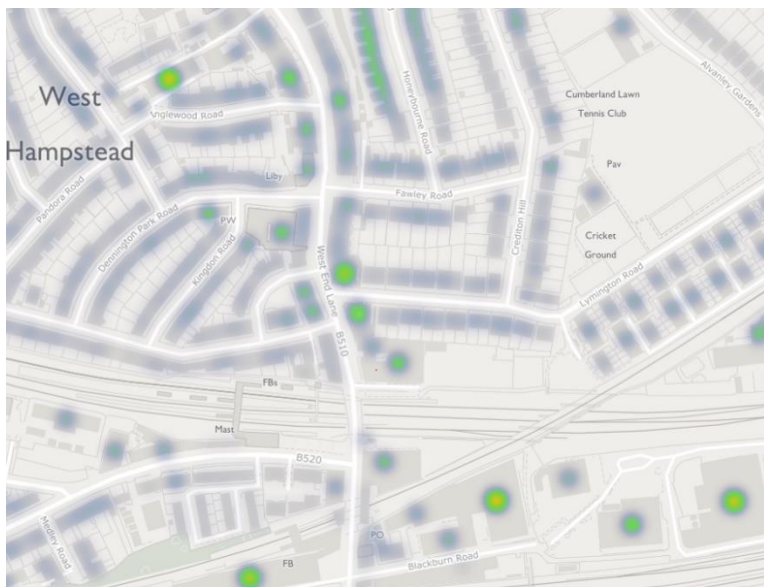 West
Hampstead
Inglewood Road
Honeybourne Road
Cumberland Lawn
Tennis Club
Alvanley Gardens
Pav
Liby
Pandora Road
Dennington Park Road
PW
Kingdon Road
Fawley Road
Crediton Hill
Cricket
Ground
Lymington Road
West End Lane
B510
FBs
Mast
B520
Medley Road
PO
FB
Blackburn Road